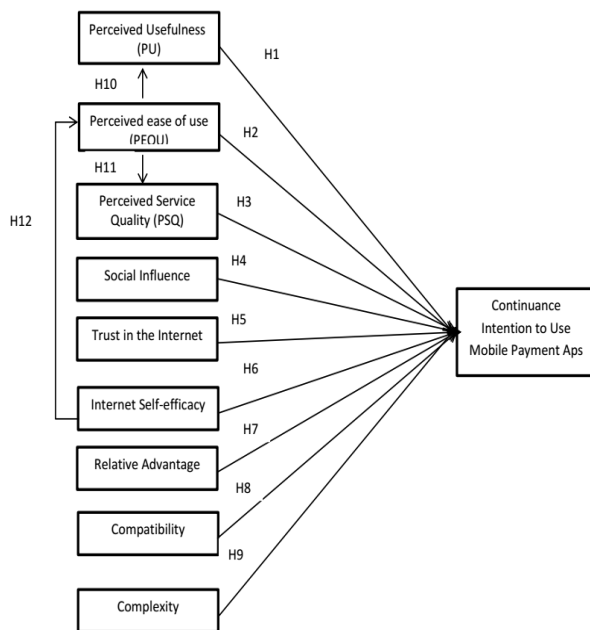 Perceived Usefulness
(PU)
H1
H10
Perceived ease of use
(PEOU)
H2
H11
H12
Perceived Service
Quality (PSQ)
H3
H4
Social Influence
Continuance
Intention to Use
Mobile Payment Aps
H5
Trust in the Internet
H6
Internet Self-efficacy
H7
Relative Advantage
H8
Compatibility
H9
Complexity